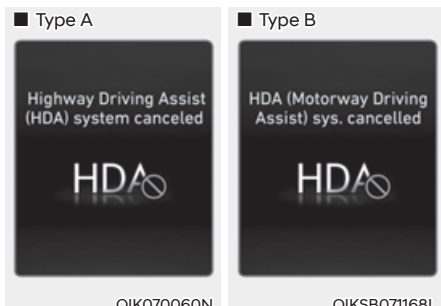 ■ Type A
Highway Driving Assist
(HDA) system canceled
HDA
OIK070060N
■ Type B
HDA (Motorway Driving
Assist) sys. cancelled
HDA
OIKSB071168L